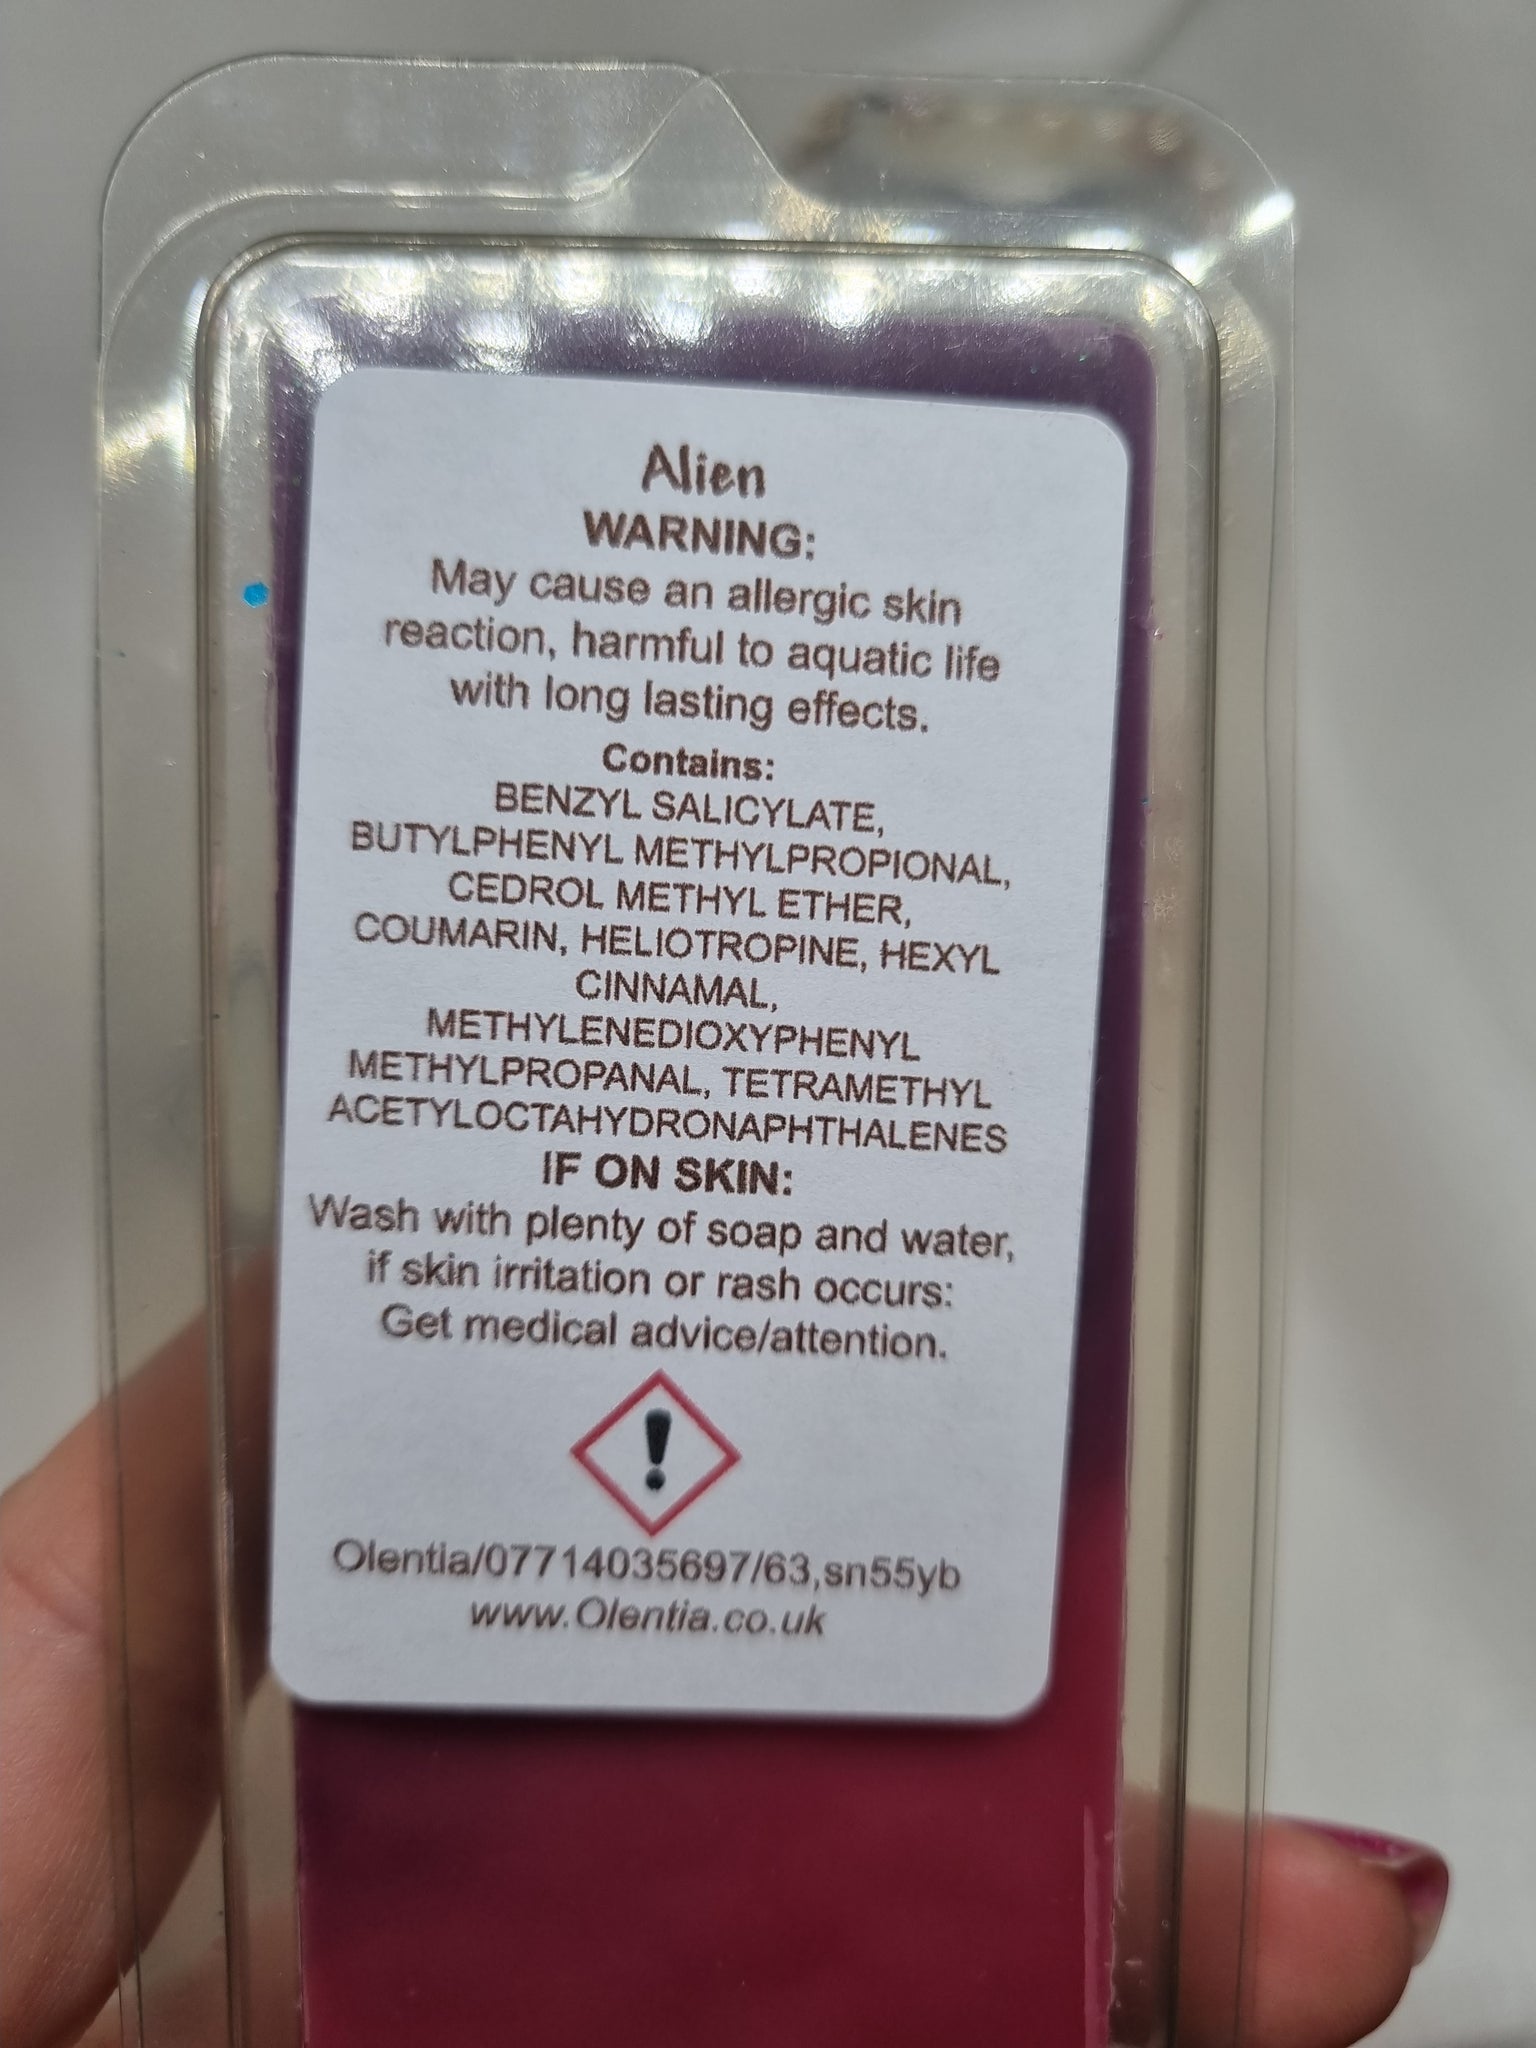 Alien
WARNING:
May cause an allergic skin
reaction, harmful to aquatic life
with long lasting effects.
Contains:
BENZYL SALICYLATE,
BUTYLPHENYL METHYLPROPIONAL,
CEDROL METHYL ETHER,
COUMARIN, HELIOTROPINE, HEXYL
CINNAMAL,
METHYLENEDIOXYPHENYL
METHYLPROPANAL, TETRAMETHYL
ACETYLOCTAHYDRONAPHTHALENES
IF ON SKIN:
Wash with plenty of soap and water,
if skin irritation or rash occurs:
Get medical advice/attention.
!
Olentia/07714035697/63,sn55yb
www.Olentia.co.uk